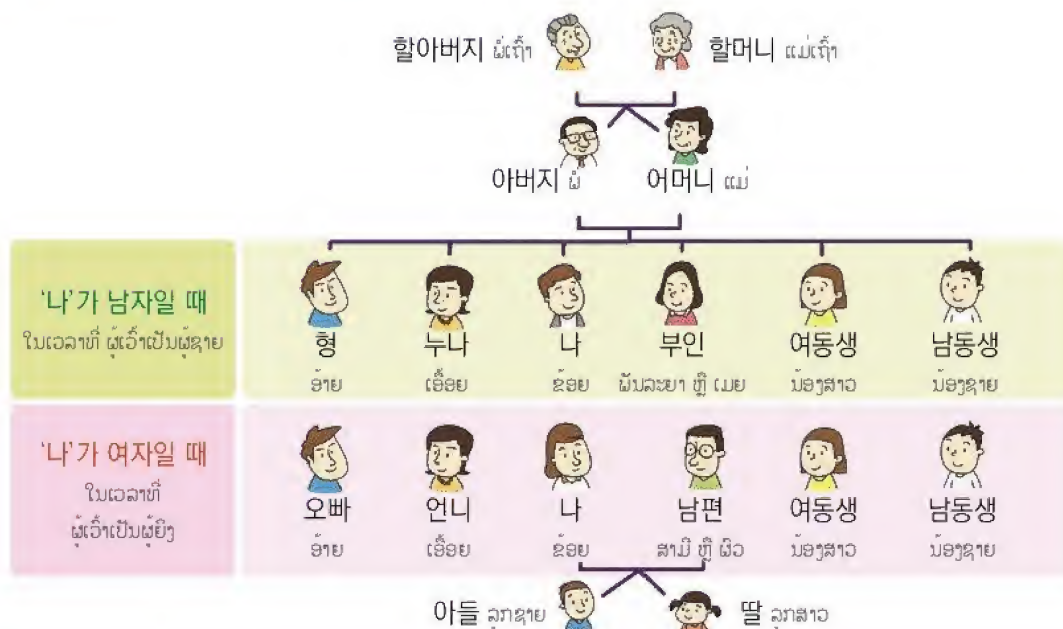 할아버지 ພໍ່ເຖົ້າ 할머니 ແມ່ເຖົ້າ
아버지 ພໍ່ 어머니 ແມ່
'나'가 남자일 때
ໃນເວລາທີ່ ຜູ້ເວົ້າເປັນຜູ້ຊາຍ
형 누나 나 부인 여동생 남동생
ອ້າຍ ເອື້ອຍ ຂ້ອຍ ພັນລະຍາ ຫຼື ເມຍ ນ້ອງສາວ ນ້ອງຊາຍ
'나'가 여자일 때
ໃນເວລາທີ່
ຜູ້ເວົ້າເປັນຜູ້ຍິງ
오빠 언니 나 남편 여동생 남동생
ອ້າຍ ເອື້ອຍ ຂ້ອຍ ສາມີ ຫຼື ຜົວ ນ້ອງສາວ ນ້ອງຊາຍ
아들 ລູກຊາຍ 딸 ລູກສາວ